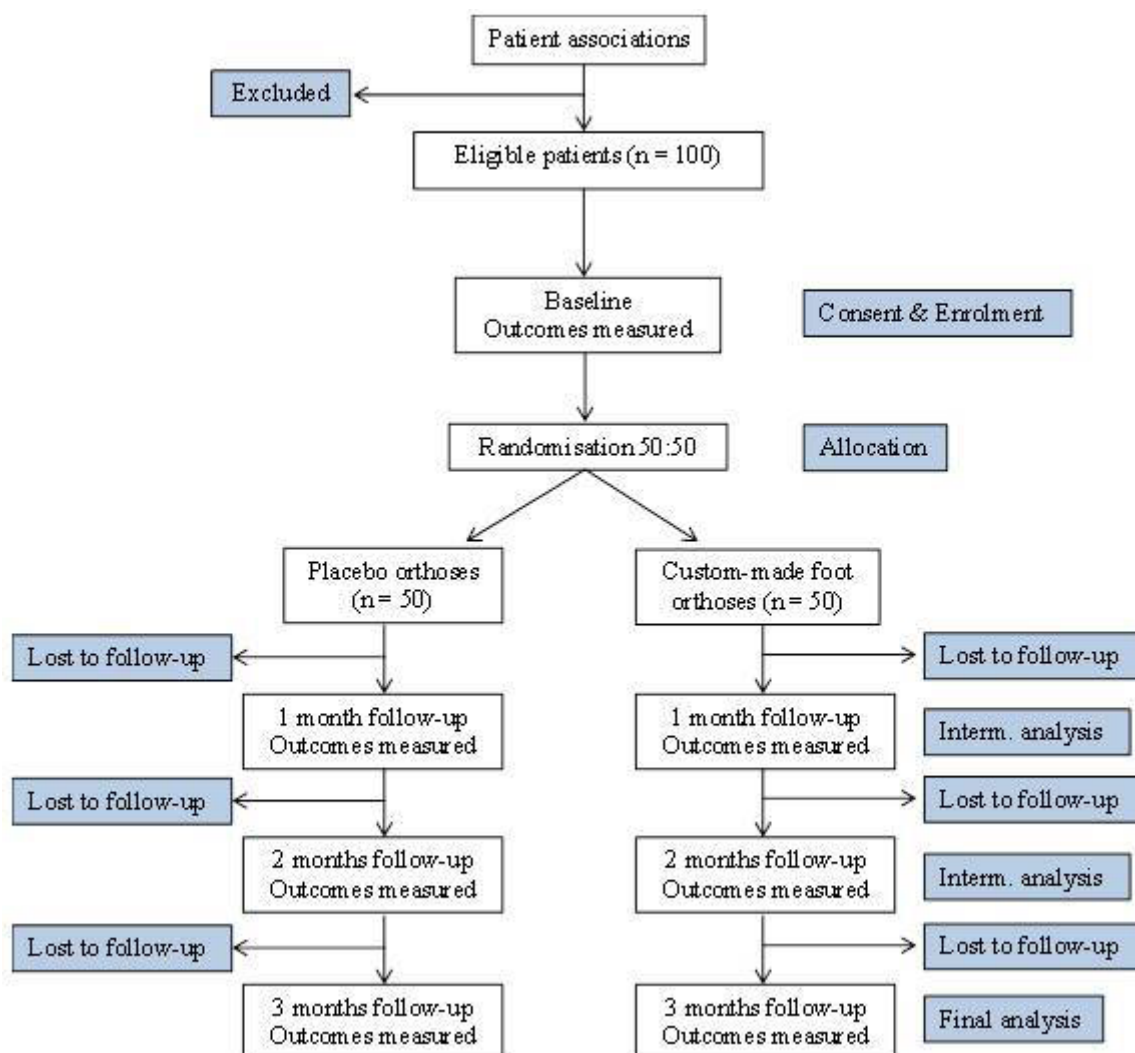 Patient associations
Excluded
Eligible patients (n = 100)
Baseline
Outcomes measured
Consent & Enrolment
Randomisation 50:50
Allocation
Placebo orthoses
(n = 50)
Custom-made foot
orthoses (n = 50)
Lost to follow-up
Lost to follow-up
1 month follow-up
Outcomes measured
1 month follow-up
Outcomes measured
Interm. analysis
Lost to follow-up
Lost to follow-up
2 months follow-up
Outcomes measured
2 months follow-up
Outcomes measured
Interm. analysis
Lost to follow-up
Lost to follow-up
3 months follow-up
Outcomes measured
3 months follow-up
Outcomes measured
Final analysis